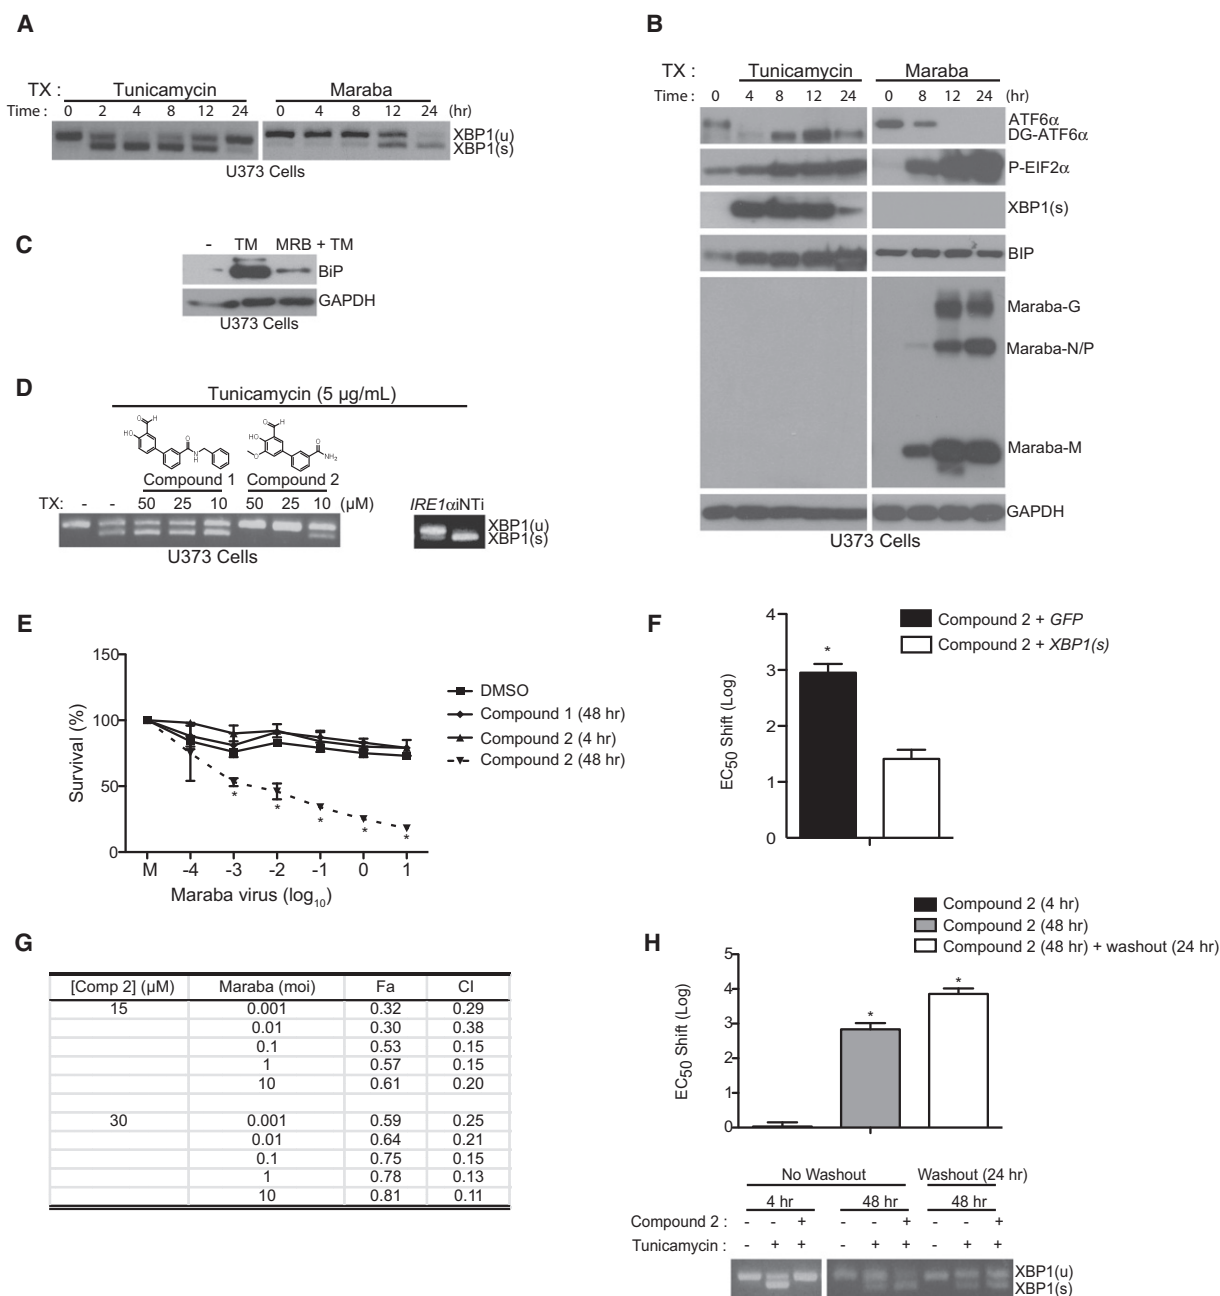 A
TX : Tunicamycin Maraba
Time : 0 2 4 8 12 24 0 4 8 12 24 (hr)
XBP1(u)
XBP1(s)
U373 Cells
B
TX : Tunicamycin Maraba
Time : 0 4 8 12 24 0 8 12 24 (hr)
ATF6α
DG-ATF6α
P-EIF2α
XBP1(s)
BIP
Maraba-G
Maraba-N/P
Maraba-M
GAPDH
U373 Cells
C
- TM MRB + TM
BiP
GAPDH
U373 Cells
D
Tunicamycin (5 µg/mL)
O H HO O N H
O H HO O O NH2
Compound 1 Compound 2
TX: - - 50 25 10 50 25 10 (µM)
IRE1αiNTi
XBP1(u)
XBP1(s)
U373 Cells
E
150
100
50
0
Survival (%)
M -4 -3 -2 -1 0 1
Maraba virus (log10)
DMSO
Compound 1 (48 hr)
Compound 2 (4 hr)
Compound 2 (48 hr)
* * * * *
F
4
3
2
1
0
EC50 Shift (Log)
*
Compound 2 + GFP
Compound 2 + XBP1(s)
G
[Comp 2] (µM) Maraba (moi) Fa CI
15 0.001 0.32 0.29
0.01 0.30 0.38
0.1 0.53 0.15
1 0.57 0.15
10 0.61 0.20
30 0.001 0.59 0.25
0.01 0.64 0.21
0.1 0.75 0.15
1 0.78 0.13
10 0.81 0.11
H
Compound 2 (4 hr)
Compound 2 (48 hr)
Compound 2 (48 hr) + washout (24 hr)
5
4
3
2
1
0
EC50 Shift (Log)
* *
No Washout Washout (24 hr)
4 hr 48 hr 48 hr
Compound 2 : - - + - - + - - +
Tunicamycin : - + + - + + - + +
XBP1(u)
XBP1(s)